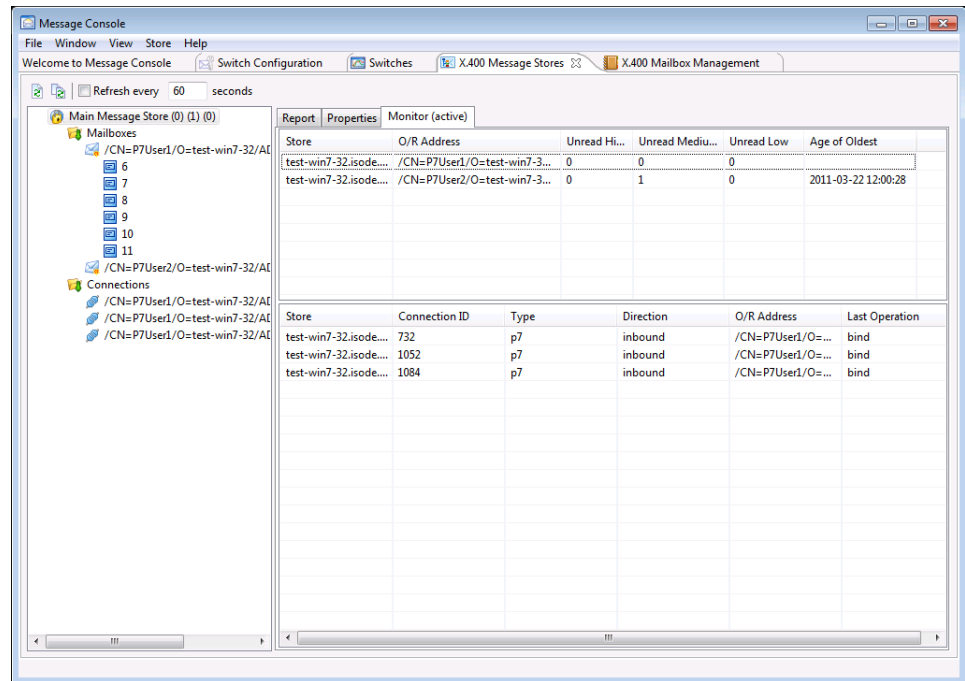 Message Console
File Window View Store Help
Welcome to Message Console Switch Configuration Switches X.400 Message Stores X.400 Mailbox Management
Refresh every 60 seconds
Main Message Store (0) (1) (0)
Mailboxes
/CN=P7User1/O=test-win7-32/AD
6
7
8
9
10
11
/CN=P7User2/O=test-win7-32/AD
Connections
/CN=P7User1/O=test-win7-32/AD
/CN=P7User1/O=test-win7-32/AD
/CN=P7User1/O=test-win7-32/AD
Report Properties Monitor (active)
Store O/R Address Unread Hi... Unread Mediu... Unread Low Age of Oldest
test-win7-32.isode.... /CN=P7User1/O=test-win7-3... 0 0 0
test-win7-32.isode.... /CN=P7User2/O=test-win7-3... 0 1 0 2011-03-22 12:00:28
Store Connection ID Type Direction O/R Address Last Operation
test-win7-32.isode.... 732 p7 inbound /CN=P7User1/O=... bind
test-win7-32.isode.... 1052 p7 inbound /CN=P7User1/O=... bind
test-win7-32.isode.... 1084 p7 inbound /CN=P7User1/O=... bind